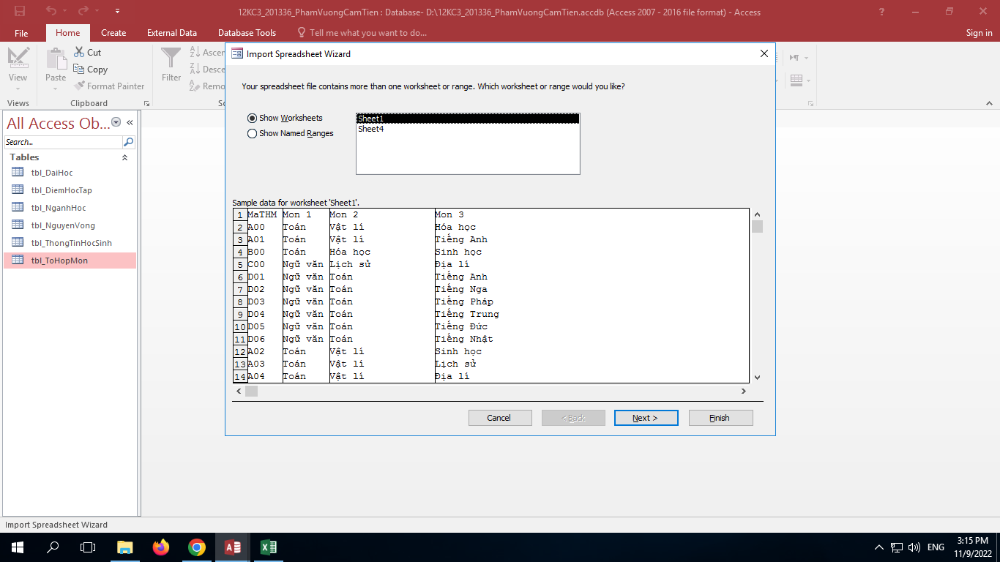 12KC3_201336_PhamVuongCamTien : Database- D:\12KC3_201336_PhamVuongCamTien.accdb (Access 2007 - 2016 file format) - Access
?
File Home Create External Data Database Tools Tell me what you want to do... Sign in
View
Views
Paste
Cut
Copy
Format Painter
Clipboard
Filter
Ascen
Desce
Remo
All Access Ob...
Search...
Tables
tbl_DaiHoc
tbl_DiemHocTap
tbl_NganhHoc
tbl_NguyenVong
tbl_ThongTinHocSinh
tbl_ToHopMon
Import Spreadsheet Wizard
Your spreadsheet file contains more than one worksheet or range. Which worksheet or range would you like?
Show Worksheets
Show Named Ranges
Sheet1
Sheet4
Sample data for worksheet 'Sheet1'.
1 MaTHM Mon 1 Mon 2 Mon 3
2 A00 Toán Vật lí Hóa học
3 A01 Toán Vật lí Tiếng Anh
4 B00 Toán Hóa học Sinh học
5 C00 Ngữ văn Lịch sử Địa lí
6 D01 Ngữ văn Toán Tiếng Anh
7 D02 Ngữ văn Toán Tiếng Nga
8 D03 Ngữ văn Toán Tiếng Pháp
9 D04 Ngữ văn Toán Tiếng Trung
10 D05 Ngữ văn Toán Tiếng Đức
11 D06 Ngữ văn Toán Tiếng Nhật
12 A02 Toán Vật lí Sinh học
13 A03 Toán Vật lí Lịch sử
14 A04 Toán Vật lí Địa lí
Cancel < Back Next > Finish
Import Spreadsheet Wizard
ENG
3:15 PM
11/9/2022